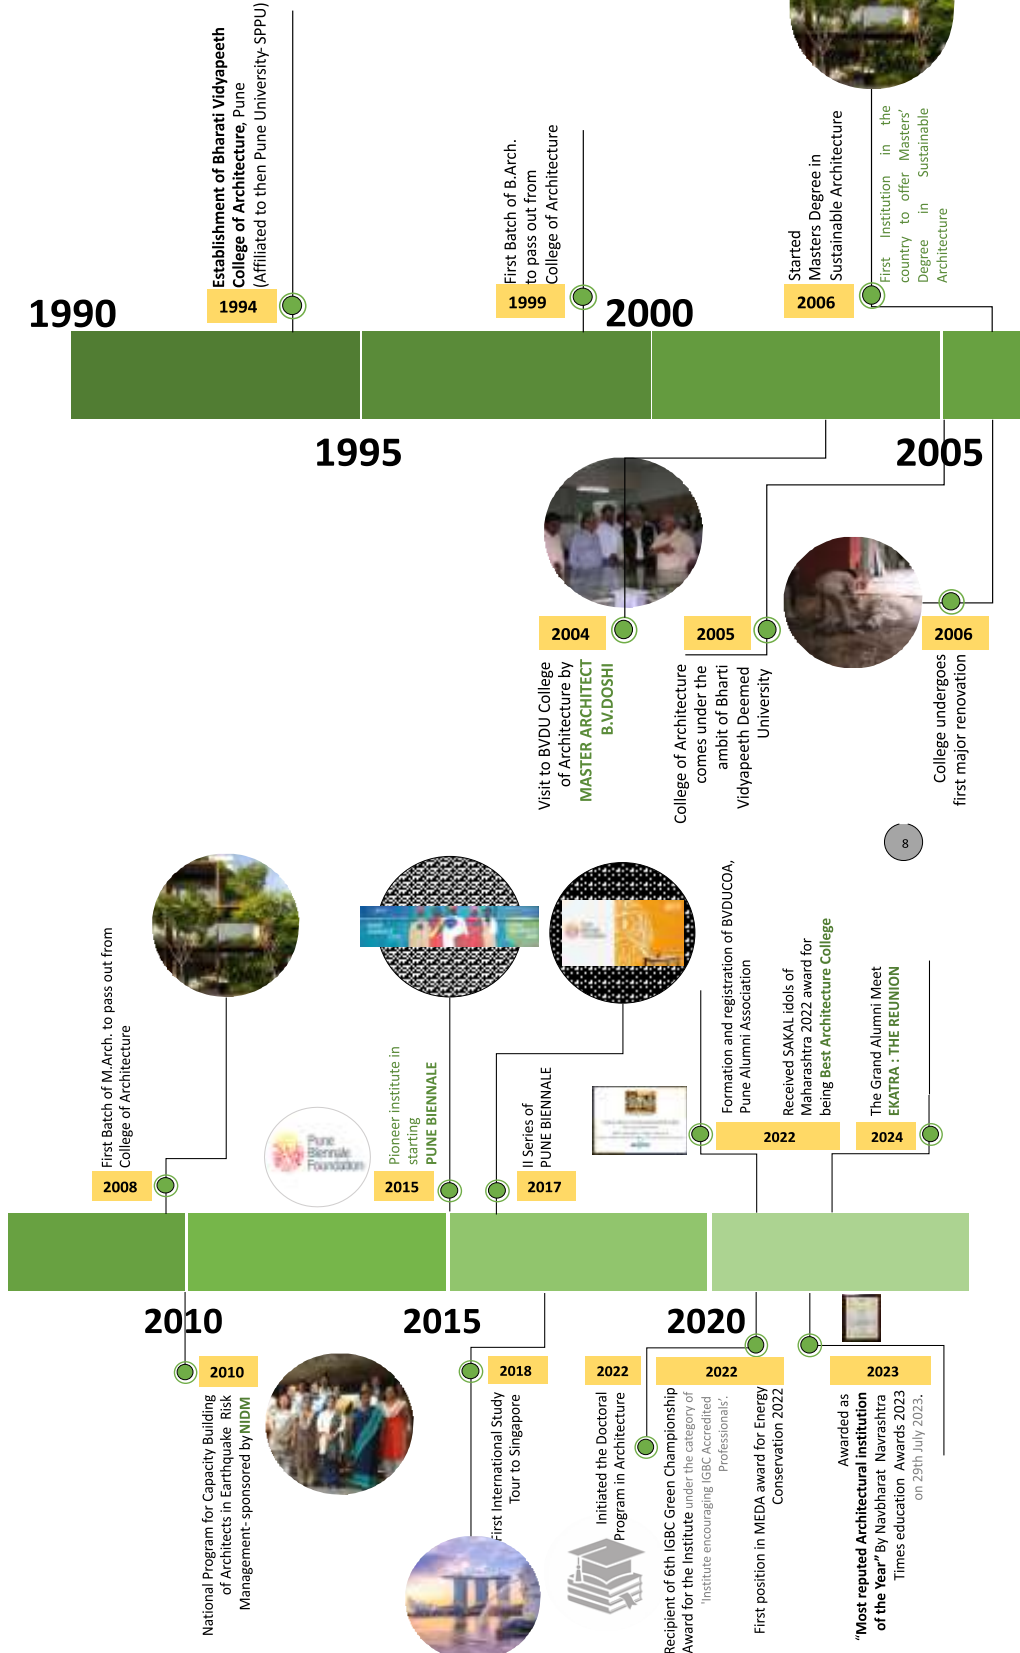 Establishment of Bharati Vidyapeeth
College of Architecture, Pune
(Affiliated to then Pune University- SPPU)
1994
First Batch of B.Arch.
to pass out from
College of Architecture
1999
Started
Masters Degree in
Sustainable Architecture
First Institution in the
country to offer Masters'
Degree in Sustainable
Architecture
2006
1990
2000
1995
2005
2004
Visit to BVDU College
of Architecture by
MASTER ARCHITECT
B.V.DOSHI
2005
College of Architecture
comes under the
ambit of Bharti
Vidyapeeth Deemed
University
2006
College undergoes
first major renovation
8
First Batch of M.Arch. to pass out from
College of Architecture
2008
Pune
Biennale
Foundation
Pioneer institute in
starting
PUNE BIENNALE
2015
II Series of
PUNE BIENNALE
2017
Formation and registration of BVDUCOA,
Pune Alumni Association
Received SAKAL idols of
Maharashtra 2022 award for
being Best Architecture College
2022
The Grand Alumni Meet
EKATRA : THE REUNION
2024
2010
2015
2020
2010
National Program for Capacity Building
of Architects in Earthquake Risk
Management- sponsored by NIDM
2018
First International Study
Tour to Singapore
2022
Initiated the Doctoral
Program in Architecture
2022
Recipient of 6th IGBC Green Championship
Award for the Institute under the category of
'Institute encouraging IGBC Accredited
Professionals'.
First position in MEDA award for Energy
Conservation 2022
2023
Awarded as
"Most reputed Architectural institution
of the Year" By Navbharat Navrashtra
Times education Awards 2023
on 29th July 2023.